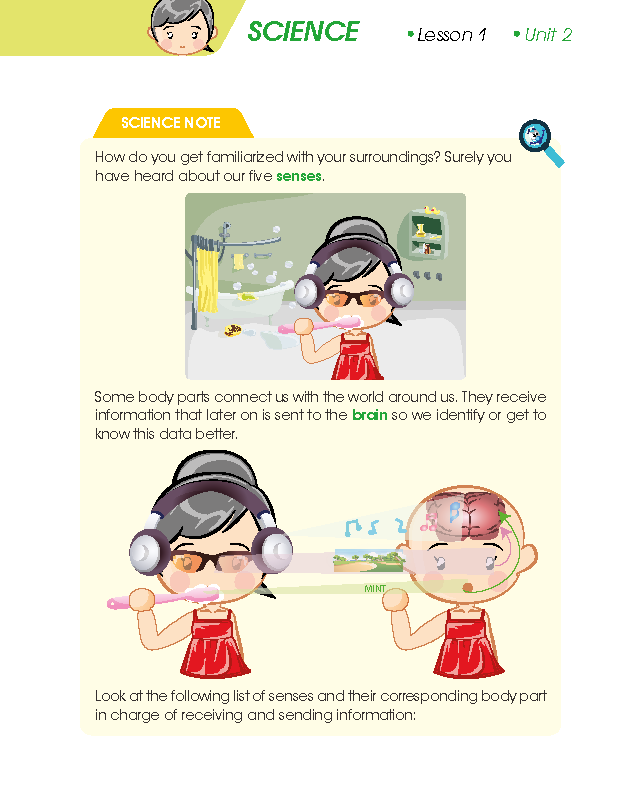 SCIENCE • Lesson 1 • Unit 2
SCIENCE NOTE
How do you get familiarized with your surroundings? Surely you
have heard about our five senses.
Some body parts connect us with the world around us. They receive
information that later on is sent to the brain so we identify or get to
know this data better.
MINT
Look at the following list of senses and their corresponding body part
in charge of receiving and sending information: